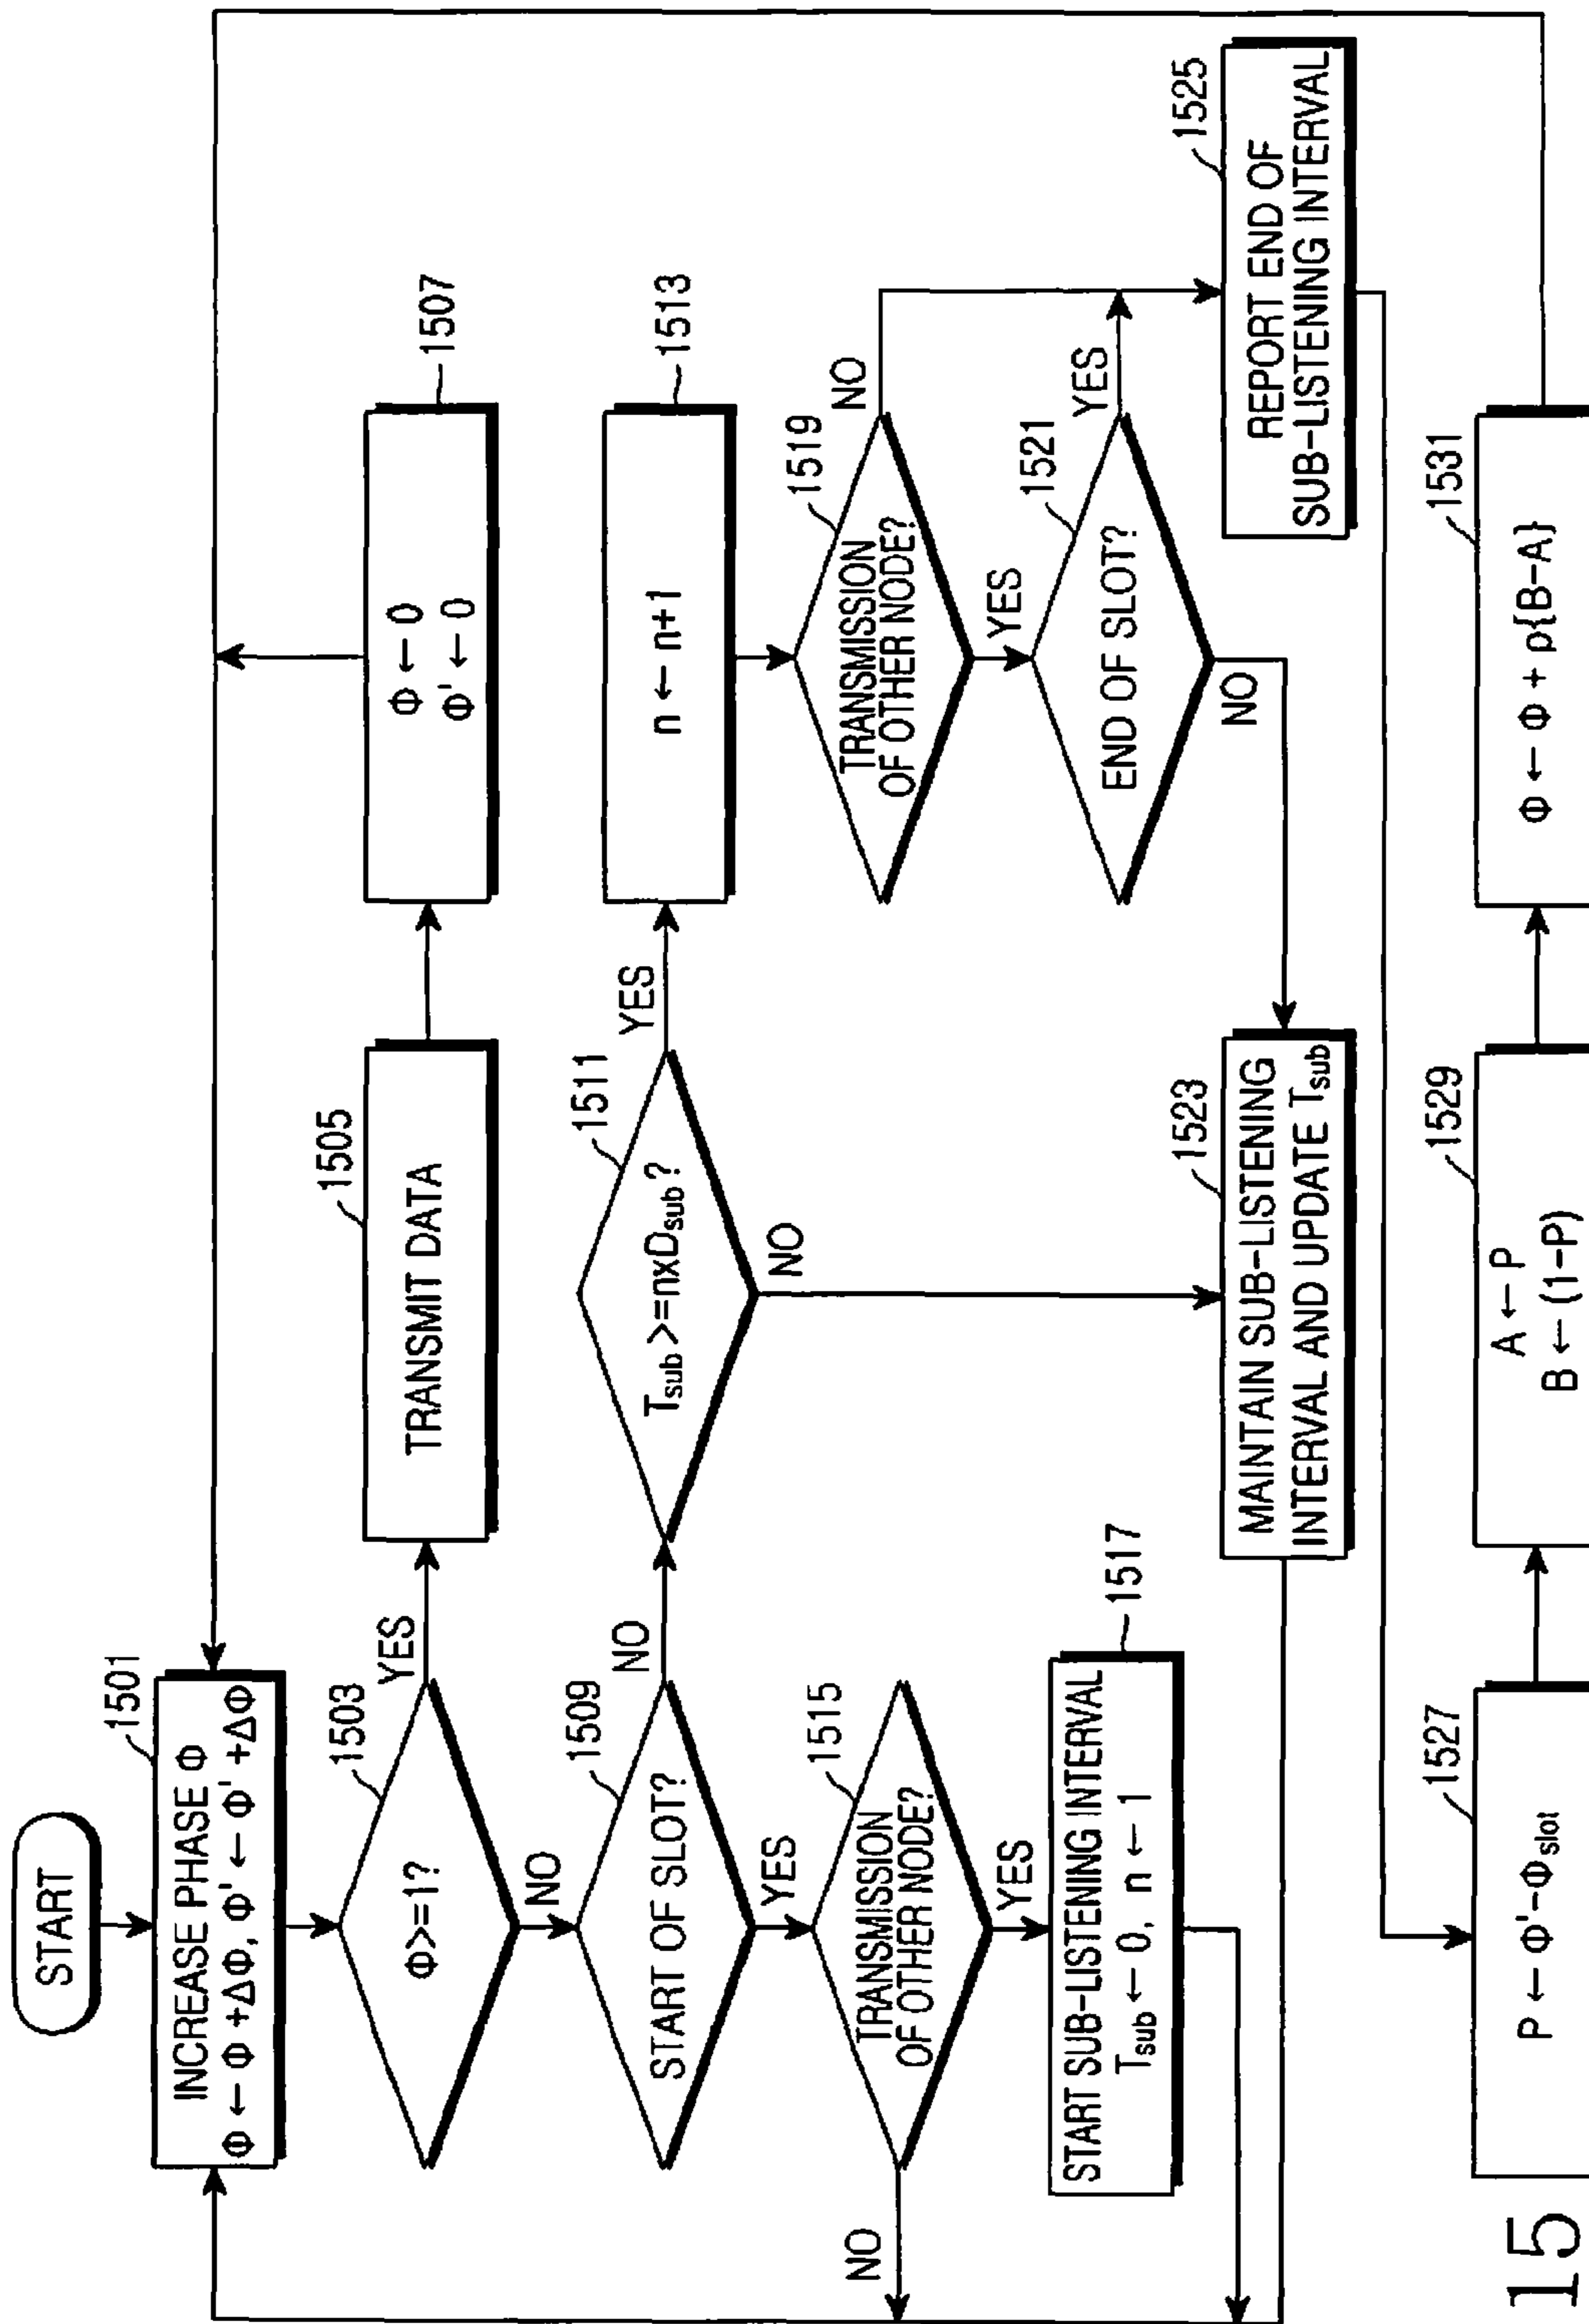 START
1501
INCREASE PHASE Φ
Φ ← Φ +ΔΦ, Φ' ← Φ' +ΔΦ
1503
Φ>=1?
YES
NO
1505
TRANSMIT DATA
1507
Φ ← 0
Φ' ← 0
1509
START OF SLOT?
NO
YES
1511
Tsub >=nxDsub?
YES
NO
1513
n ← n+1
1515
TRANSMISSION
OF OTHER NODE?
NO
YES
1519
TRANSMISSION
OF OTHER NODE?
NO
YES
1517
START SUB-LISTENING INTERVAL
Tsub ← 0, n ← 1
1521
END OF SLOT?
YES
NO
1523
MAINTAIN SUB-LISTENING
INTERVAL AND UPDATE Tsub
1525
REPORT END OF
SUB-LISTENING INTERVAL
1527
P ← Φ'-Φslot
1529
A ← P
B ← (1-P)
1531
Φ ← Φ + ρ{B-A}
15